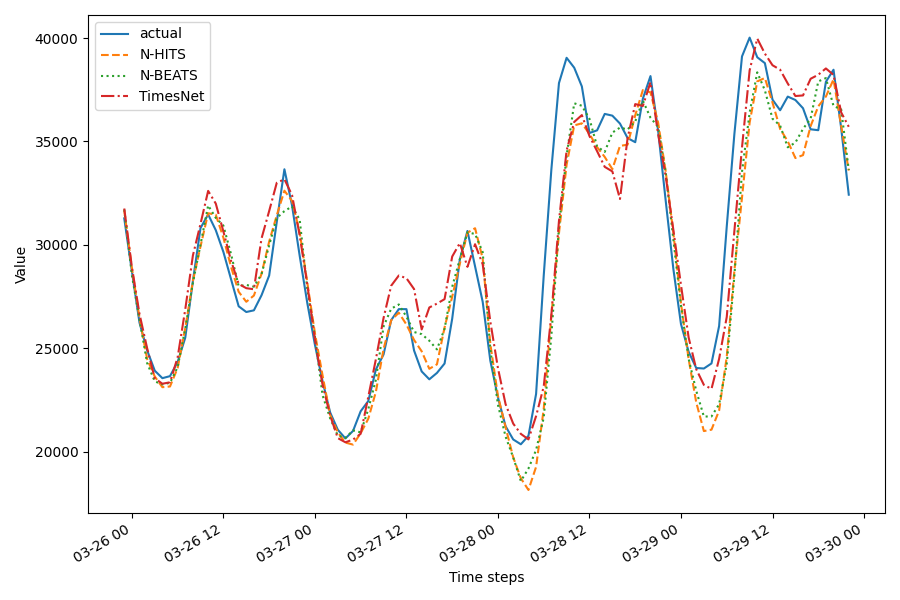 actual
N-HITS
N-BEATS
TimesNet
40000
35000
30000
25000
20000
Value
03-26 00
03-26 12
03-27 00
03-27 12
03-28 00
03-28 12
03-29 00
03-29 12
03-30 00
Time steps